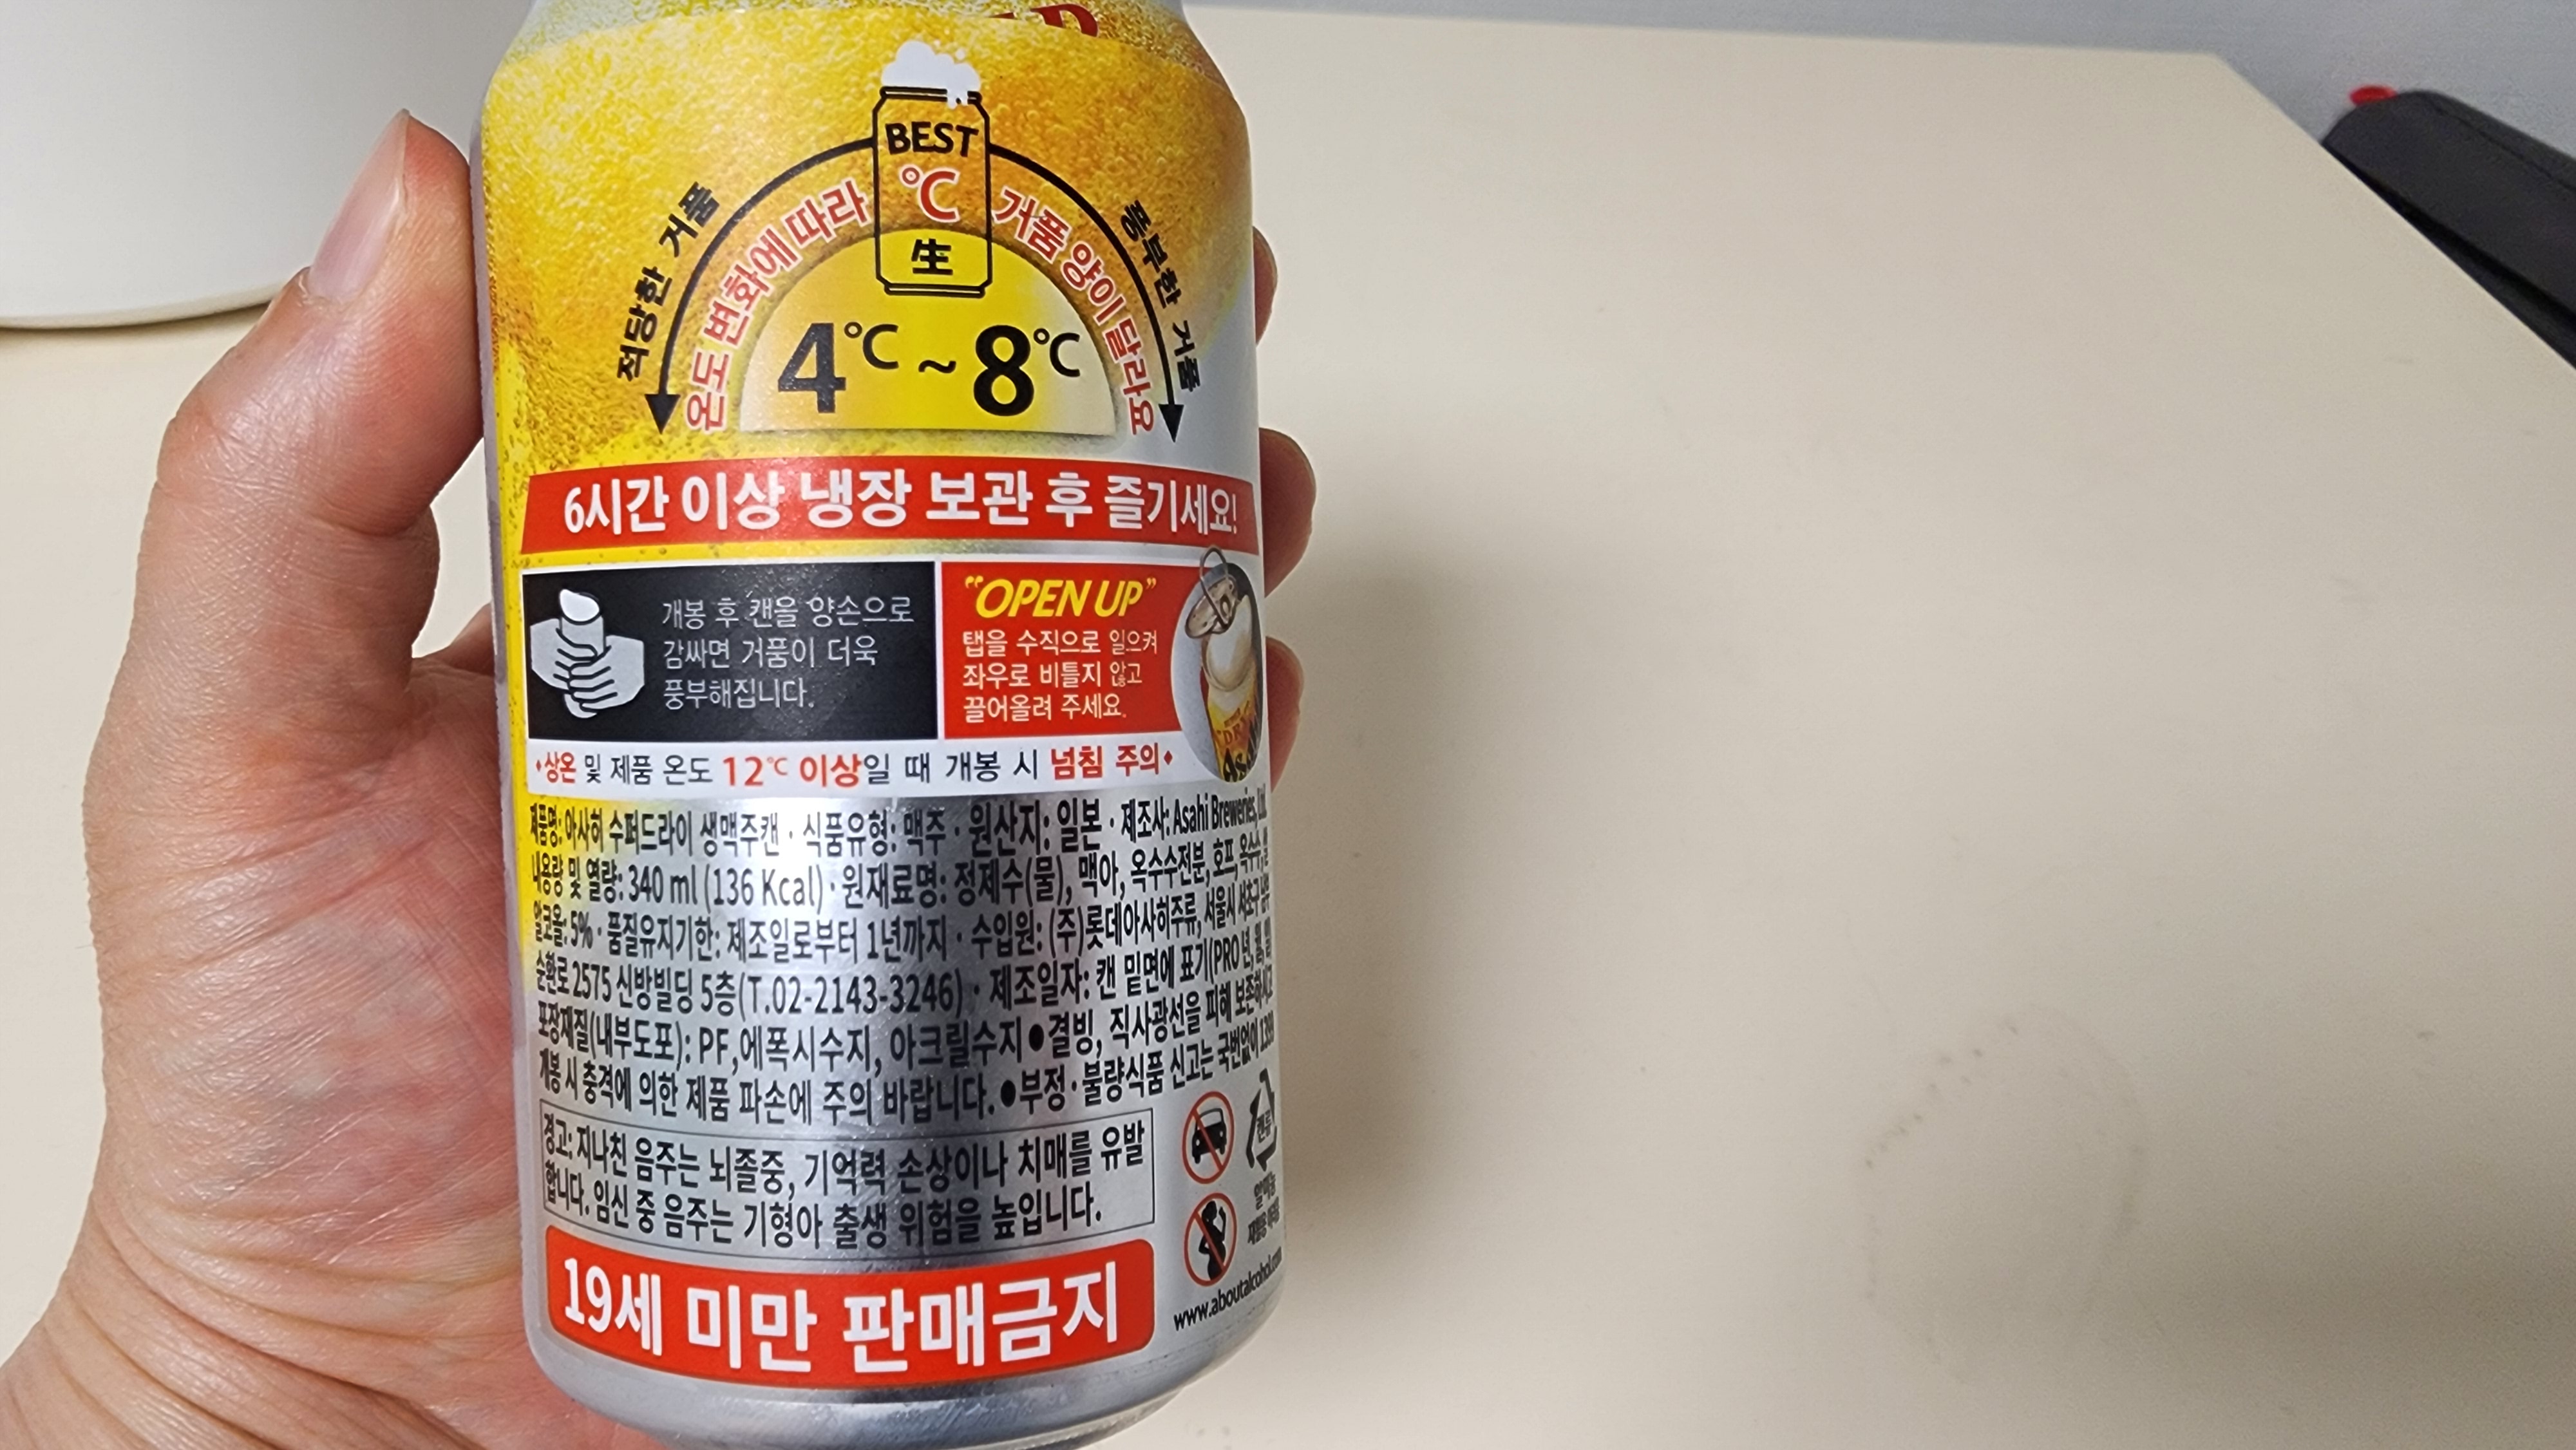 BEST
℃
生
적당한 거품
온도 변화에 따라 거품 양이 달라요
풍부한 거품
4℃ ~ 8℃
6시간 이상 냉장 보관 후 즐기세요!
개봉 후 캔을 양손으로
감싸면 거품이 더욱
풍부해집니다.
"OPEN UP"
탭을 수직으로 일으켜
좌우로 비틀지 않고
끌어올려 주세요.
•상온 및 제품 온도 12℃ 이상일 때 개봉 시 넘침 주의•
제품명: 아사히 수퍼드라이 생맥주캔 · 식품유형: 맥주 · 원산지: 일본 · 제조사: Asahi Breweries, Ltd.
내용량 및 열량: 340 ml (136 Kcal) · 원재료명: 정제수(물), 맥아, 옥수수전분, 호프, 옥수수,
알코올: 5% · 품질유지기한: 제조일로부터 1년까지 · 수입원: (주)롯데아사히주류, 서울시 서초구 남부
순환로 2575 신방빌딩 5층(T.02-2143-3246) · 제조일자: 캔 밑면에 표기(PRO 년,
포장재질(내부도포): PF,에폭시수지, 아크릴수지 ●결빙, 직사광선을 피해 보존하시고
개봉 시 충격에 의한 제품 파손에 주의 바랍니다. ●부정·불량식품 신고는 국번없이 1399
경고: 지나친 음주는 뇌졸중, 기억력 손상이나 치매를 유발
합니다. 임신 중 음주는 기형아 출생 위험을 높입니다.
캔류
19세 미만 판매금지
www.aboutalcohol.com